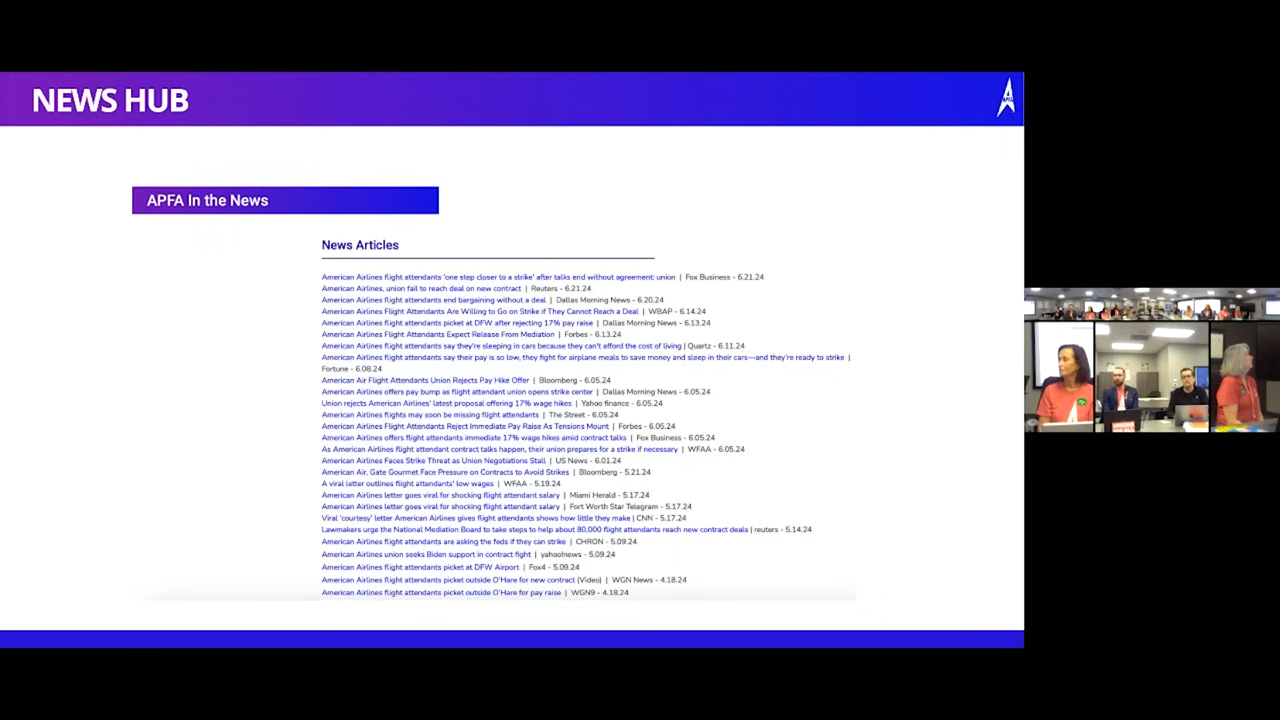 NEWS HUB
APFA In the News
News Articles
American Airlines flight attendants 'one step closer to a strike' after talks end without agreement: union | Fox Business - 6.21.24
American Airlines, union fail to reach deal on new contract | Reuters - 6.21.24
American Airlines flight attendants end bargaining without a deal | Dallas Morning News - 6.20.24
American Airlines Flight Attendants Are Willing to Go on Strike if They Cannot Reach a Deal | WBAP - 6.14.24
American Airlines flight attendants picket at DFW after rejecting 17% pay raise | Dallas Morning News - 6.13.24
American Airlines Flight Attendants Expect Release From Mediation | Forbes - 6.13.24
American Airlines flight attendants say they're sleeping in cars because they can't afford the cost of living | Quartz - 6.11.24
American Airlines flight attendants say their pay is so low, they fight for airplane meals to save money and sleep in their cars—and they're ready to strike |
Fortune - 6.08.24
American Air Flight Attendants Union Rejects Pay Hike Offer | Bloomberg - 6.05.24
American Airlines offers pay bump as flight attendant union opens strike center | Dallas Morning News - 6.05.24
Union rejects American Airlines' latest proposal offering 17% wage hikes | Yahoo finance - 6.05.24
American Airlines flights may soon be missing flight attendants | The Street - 6.05.24
American Airlines Flight Attendants Reject Immediate Pay Raise As Tensions Mount | Forbes - 6.05.24
American Airlines offers flight attendants immediate 17% wage hikes amid contract talks | Fox Business - 6.05.24
As American Airlines flight attendant contract talks happen, their union prepares for a strike if necessary | WFAA - 6.05.24
American Airlines Faces Strike Threat as Union Negotiations Stall | US News - 6.01.24
American Air, Gate Gourmet Face Pressure on Contracts to Avoid Strikes | Bloomberg - 5.21.24
A viral letter outlines flight attendants' low wages | WFAA - 5.19.24
American Airlines letter goes viral for shocking flight attendant salary | Miami Herald - 5.17.24
American Airlines letter goes viral for shocking flight attendant salary | Fort Worth Star Telegram - 5.17.24
Viral 'courtesy' letter American Airlines gives flight attendants shows how little they make | CNN - 5.17.24
Lawmakers urge the National Mediation Board to take steps to help about 80,000 flight attendants reach new contract deals | reuters - 5.14.24
American Airlines flight attendants are asking the feds if they can strike | CHRON - 5.09.24
American Airlines union seeks Biden support in contract fight | yahoo!news - 5.09.24
American Airlines flight attendants picket at DFW Airport | Fox4 - 5.09.24
American Airlines flight attendants picket outside O'Hare for new contract (Video) | WGN News - 4.18.24
American Airlines flight attendants picket outside O'Hare for pay raise | WGN9 - 4.18.24